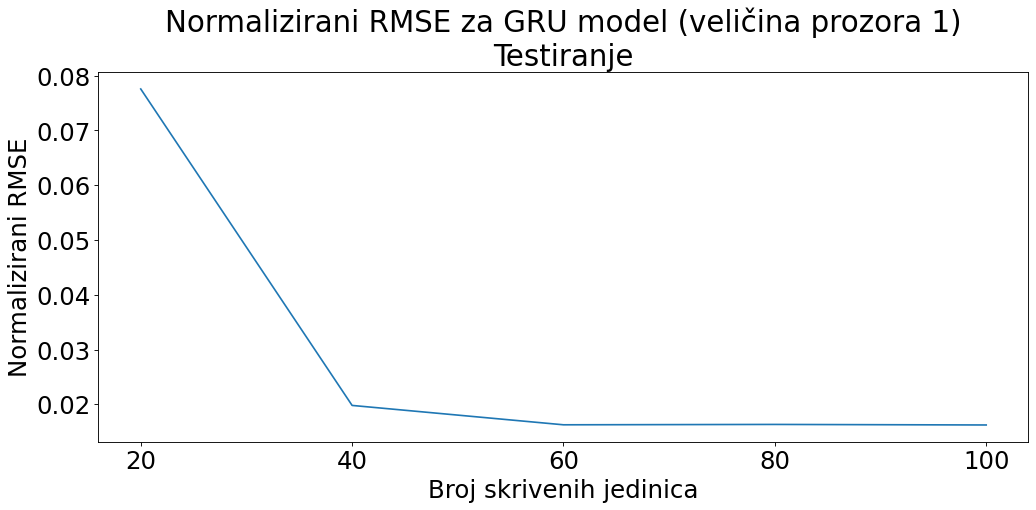 Normalizirani RMSE za GRU model (veličina prozora 1)
Testiranje
0.08
0.07
0.06
0.05
0.04
0.03
0.02
Normalizirani RMSE
20 40 60 80 100
Broj skrivenih jedinica